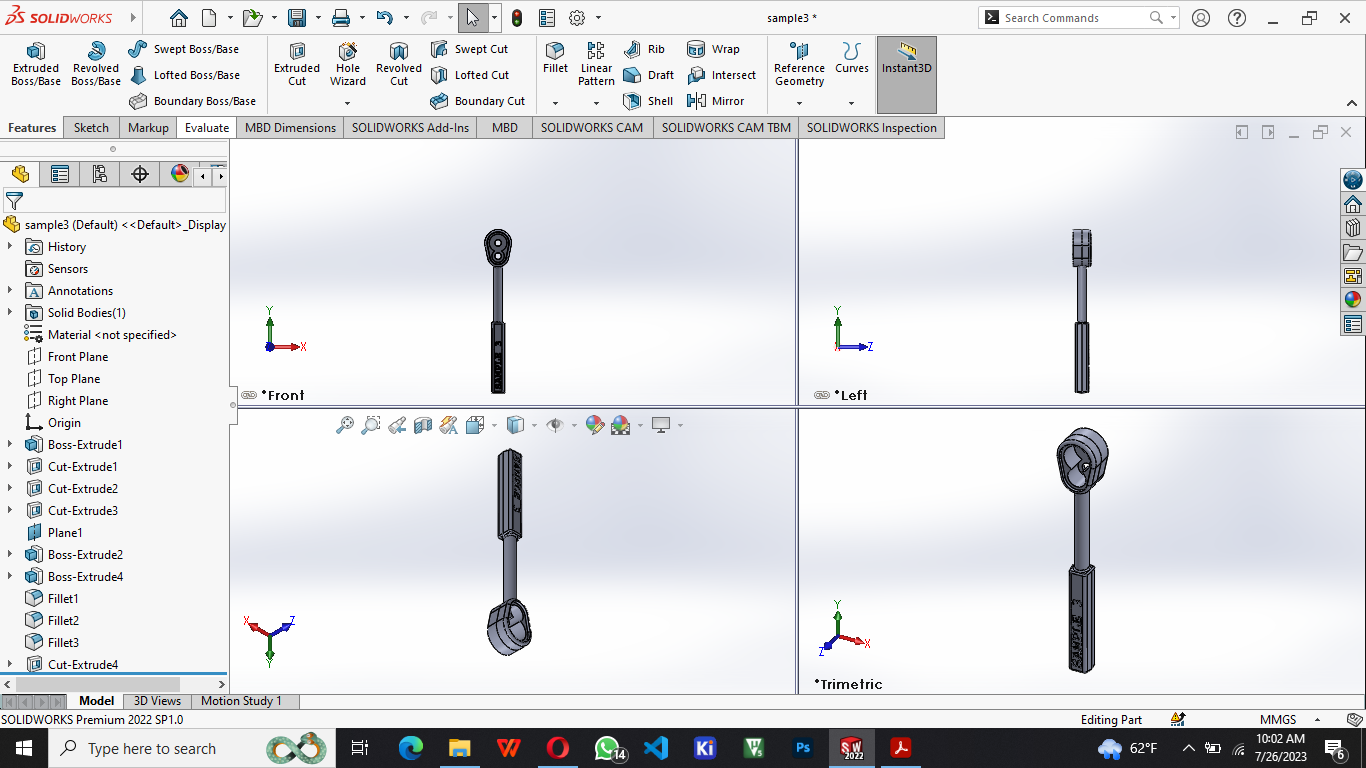 SOLIDWORKS
sample3 *
Search Commands
Extruded Boss/Base
Revolved Boss/Base
Swept Boss/Base
Lofted Boss/Base
Boundary Boss/Base
Extruded Cut
Hole Wizard
Revolved Cut
Swept Cut
Lofted Cut
Boundary Cut
Fillet
Linear Pattern
Rib
Draft
Shell
Wrap
Intersect
Mirror
Reference Geometry
Curves
Instant3D
Features Sketch Markup Evaluate MBD Dimensions SOLIDWORKS Add-Ins MBD SOLIDWORKS CAM SOLIDWORKS CAM TBM SOLIDWORKS Inspection
sample3 (Default) <<Default>_Display
History
Sensors
Annotations
Solid Bodies(1)
Material <not specified>
Front Plane
Top Plane
Right Plane
Origin
Boss-Extrude1
Cut-Extrude1
Cut-Extrude2
Cut-Extrude3
Plane1
Boss-Extrude2
Boss-Extrude4
Fillet1
Fillet2
Fillet3
Cut-Extrude4
Y
X
*Front
Y
Z
*Left
X
Z
Y
Y
X
Z
*Trimetric
Model 3D Views Motion Study 1
SOLIDWORKS Premium 2022 SP1.0
Editing Part
MMGS
Type here to search
14
Ki
Ps
SW 2022
62°F
10:02 AM
7/26/2023
6